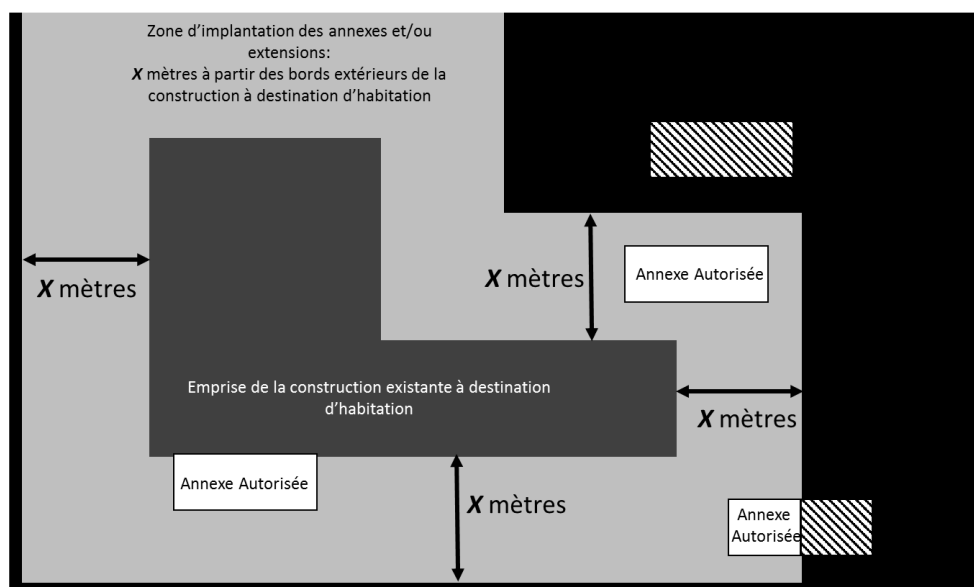 Zone d’implantation des annexes et/ou
extensions:
X mètres à partir des bords extérieurs de la
construction à destination d’habitation
X mètres
X mètres
Annexe Autorisée
Emprise de la construction existante à destination
d’habitation
X mètres
Annexe Autorisée
X mètres
Annexe
Autorisée